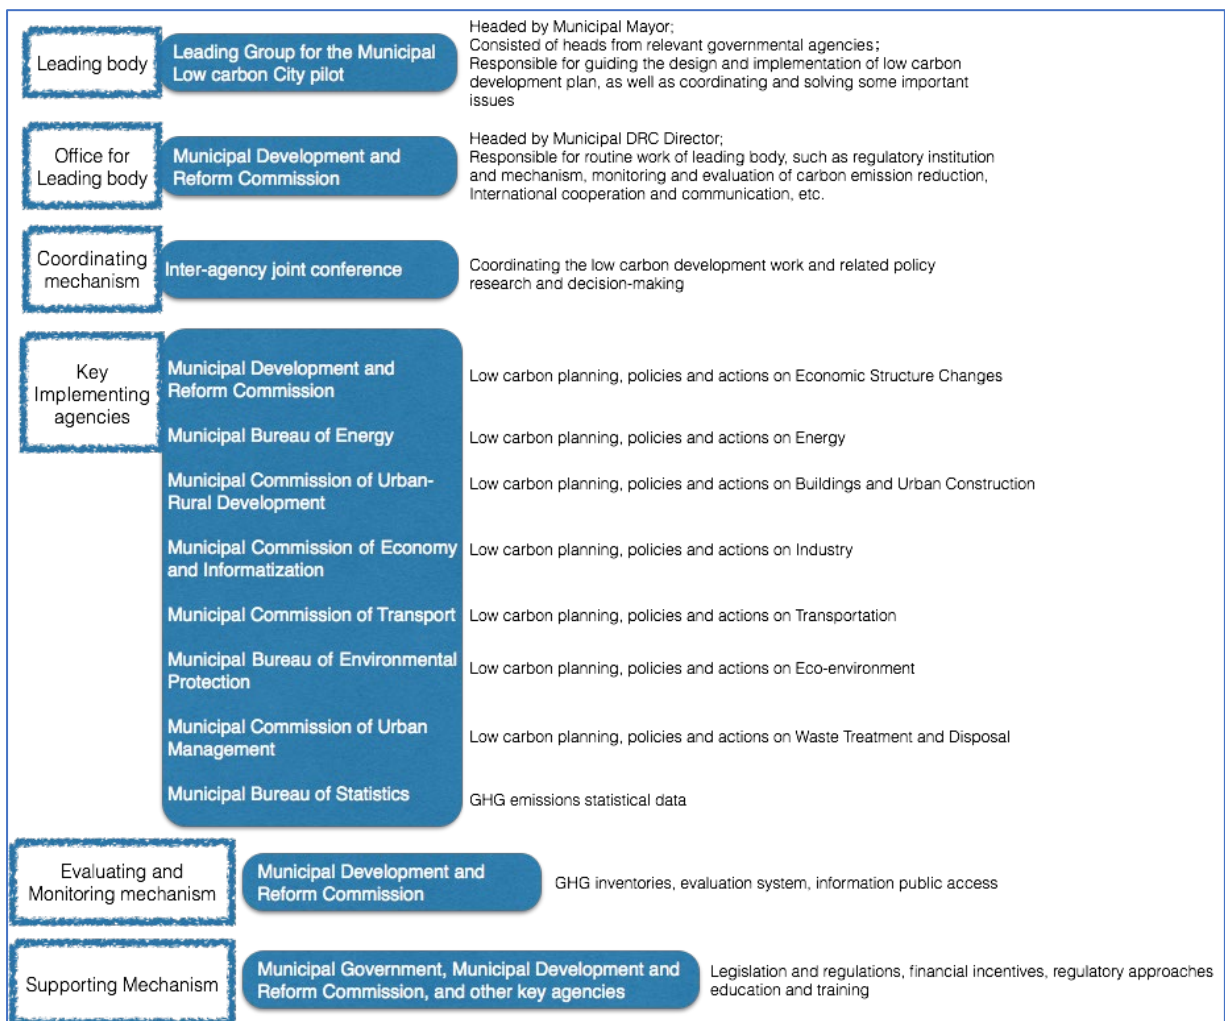 Leading body
Leading Group for the Municipal
Low carbon City pilot
Headed by Municipal Mayor;
Consisted of heads from relevant governmental agencies;
Responsible for guiding the design and implementation of low carbon
development plan, as well as coordinating and solving some important
issues
Office for
Leading body
Municipal Development and
Reform Commission
Headed by Municipal DRC Director;
Responsible for routine work of leading body, such as regulatory institution
and mechanism, monitoring and evaluation of carbon emission reduction,
International cooperation and communication, etc.
Coordinating
mechanism
Inter-agency joint conference
Coordinating the low carbon development work and related policy
research and decision-making
Key
Implementing
agencies
Municipal Development and
Reform Commission
Low carbon planning, policies and actions on Economic Structure Changes
Municipal Bureau of Energy
Low carbon planning, policies and actions on Energy
Municipal Commission of Urban-
Rural Development
Low carbon planning, policies and actions on Buildings and Urban Construction
Municipal Commission of Economy
and Informatization
Low carbon planning, policies and actions on Industry
Municipal Commission of Transport
Low carbon planning, policies and actions on Transportation
Municipal Bureau of Environmental
Protection
Low carbon planning, policies and actions on Eco-environment
Municipal Commission of Urban
Management
Low carbon planning, policies and actions on Waste Treatment and Disposal
Municipal Bureau of Statistics
GHG emissions statistical data
Evaluating and
Monitoring mechanism
Municipal Development and
Reform Commission
GHG inventories, evaluation system, information public access
Supporting Mechanism
Municipal Government, Municipal Development and
Reform Commission, and other key agencies
Legislation and regulations, financial incentives, regulatory approaches
education and training